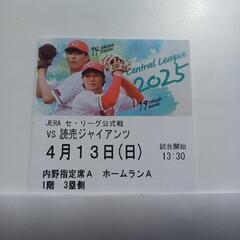 Central League
2025
14
19
JERA セ・リーグ公式戦
VS 読売ジャイアンツ
4月13日(日)
試合開始
13:30
内野指定席A ホームランA
1階 3塁側